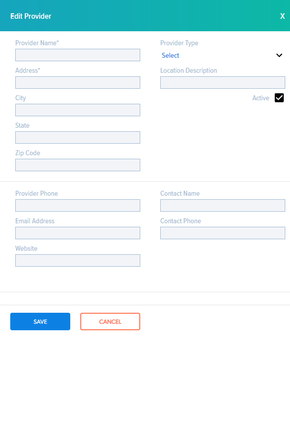 Edit Provider X
Provider Name* Provider Type
Select
Address* Location Description
City
Active
State
Zip Code
Provider Phone Contact Name
Email Address Contact Phone
Website
SAVE CANCEL